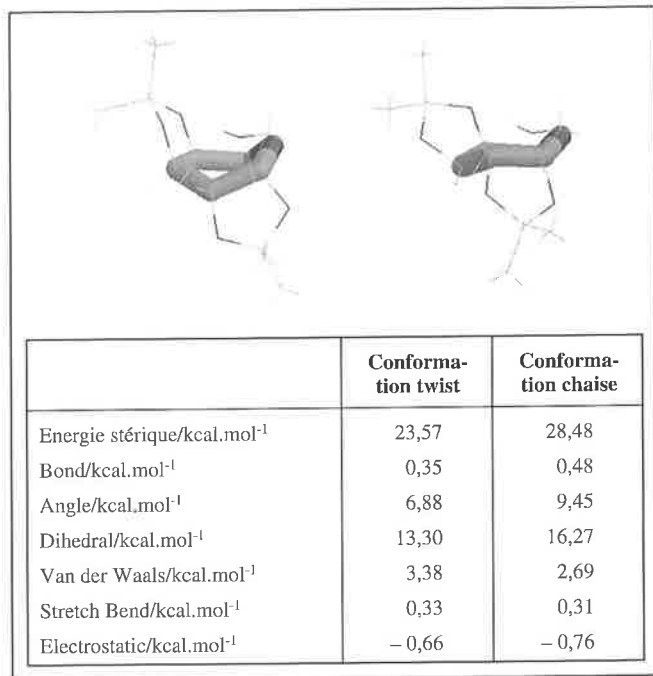 Conforma-
tion twist
Conforma-
tion chaise
Energie stérique/kcal.mol⁻¹ 23,57 28,48
Bond/kcal.mol⁻¹ 0,35 0,48
Angle/kcal.mol⁻¹ 6,88 9,45
Dihedral/kcal.mol⁻¹ 13,30 16,27
Van der Waals/kcal.mol⁻¹ 3,38 2,69
Stretch Bend/kcal.mol⁻¹ 0,33 0,31
Electrostatic/kcal.mol⁻¹ – 0,66 – 0,76